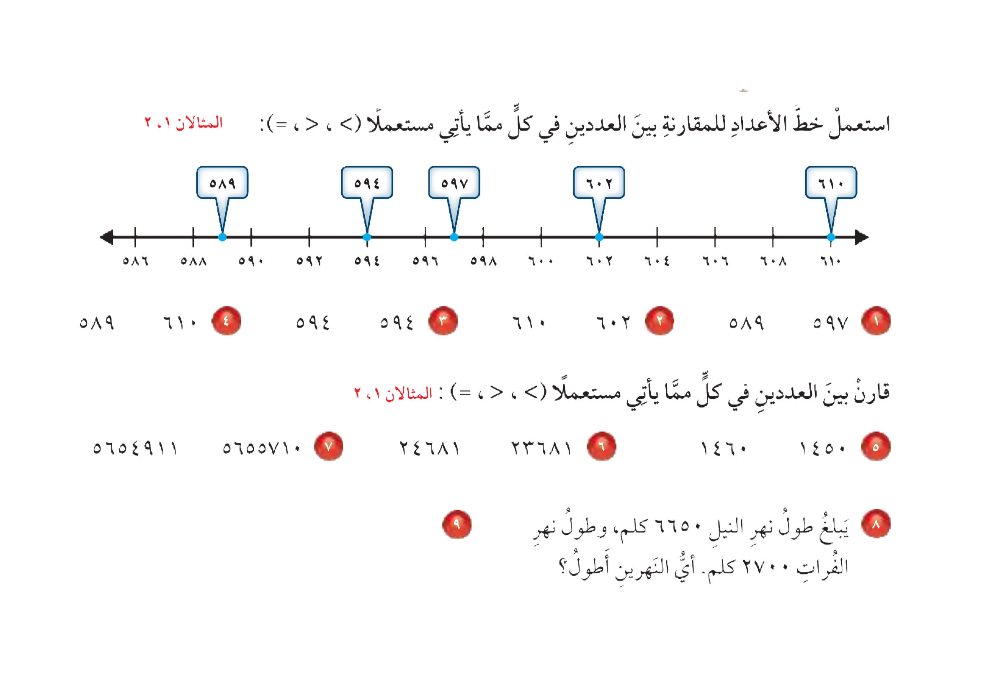 استعملْ خطَّ الأعدادِ للمقارنةِ بينَ العددينِ في كلٍّ ممَّا يأتِي مستعملًا (> ، < ، =): المثالان ١، ٢
٥٨٩ ٥٩٤ ٥٩٧ ٦٠٢ ٦١٠
٥٨٦ ٥٨٨ ٥٩٠ ٥٩٢ ٥٩٤ ٥٩٦ ٥٩٨ ٦٠٠ ٦٠٢ ٦٠٤ ٦٠٦ ٦٠٨ ٦١٠
١ ٥٩٧ ٥٨٩ ٢ ٦٠٢ ٦١٠ ٣ ٥٩٤ ٥٩٤ ٤ ٦١٠ ٥٨٩
قارنْ بينَ العددينِ في كلٍّ ممَّا يأتِي مستعملًا (> ، < ، =) : المثالان ١، ٢
٥ ١٤٥٠ ١٤٦٠ ٦ ٢٣٦٨١ ٢٤٦٨١ ٧ ٥٦٥٥٧١٠ ٥٦٥٤٩١١
٨ يَبلغُ طولُ نهرِ النيلِ ٦٦٥٠ كلم، وطولُ نهرِ ٩
الفُراتِ ٢٧٠٠ كلم. أيُّ النَهرينِ أَطولُ؟